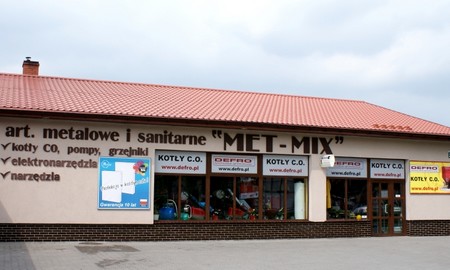 art. metalowe i sanitarne "MET-MIX"
kotły CO, pompy, grzejniki
elektronarzędzia
narzędzia
Gwarancja 10 lat
KOTŁY C.O.
www.defro.pl
DEFRO
www.defro.pl
KOTŁY C.O.
www.defro.pl
DEFRO
www.defro.pl
KOTŁY C.O.
www.defro.pl
DEFRO
www.defro.pl